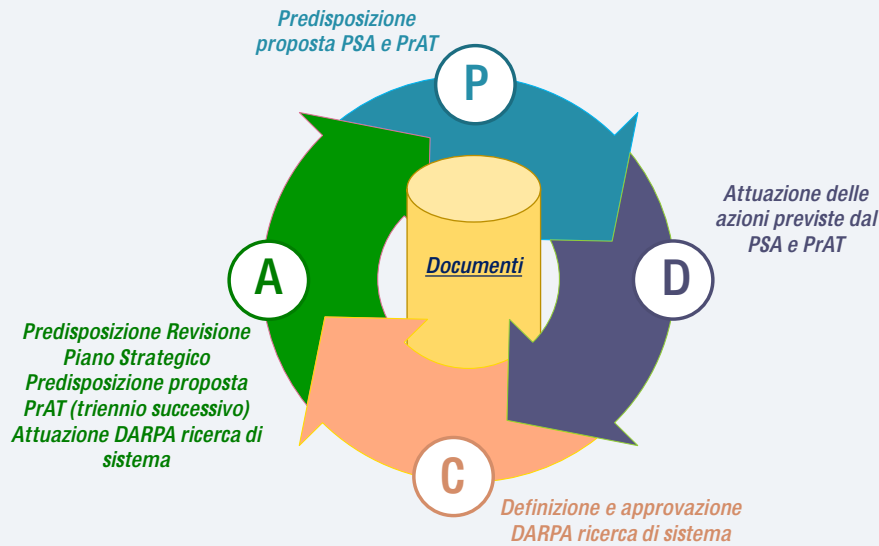 Predisposizione
proposta PSA e PrAT
P
Attuazione delle
azioni previste dal
PSA e PrAT
D
Documenti
A
Predisposizione Revisione
Piano Strategico
Predisposizione proposta
PrAT (triennio successivo)
Attuazione DARPA ricerca di
sistema
C
Definizione e approvazione
DARPA ricerca di sistema